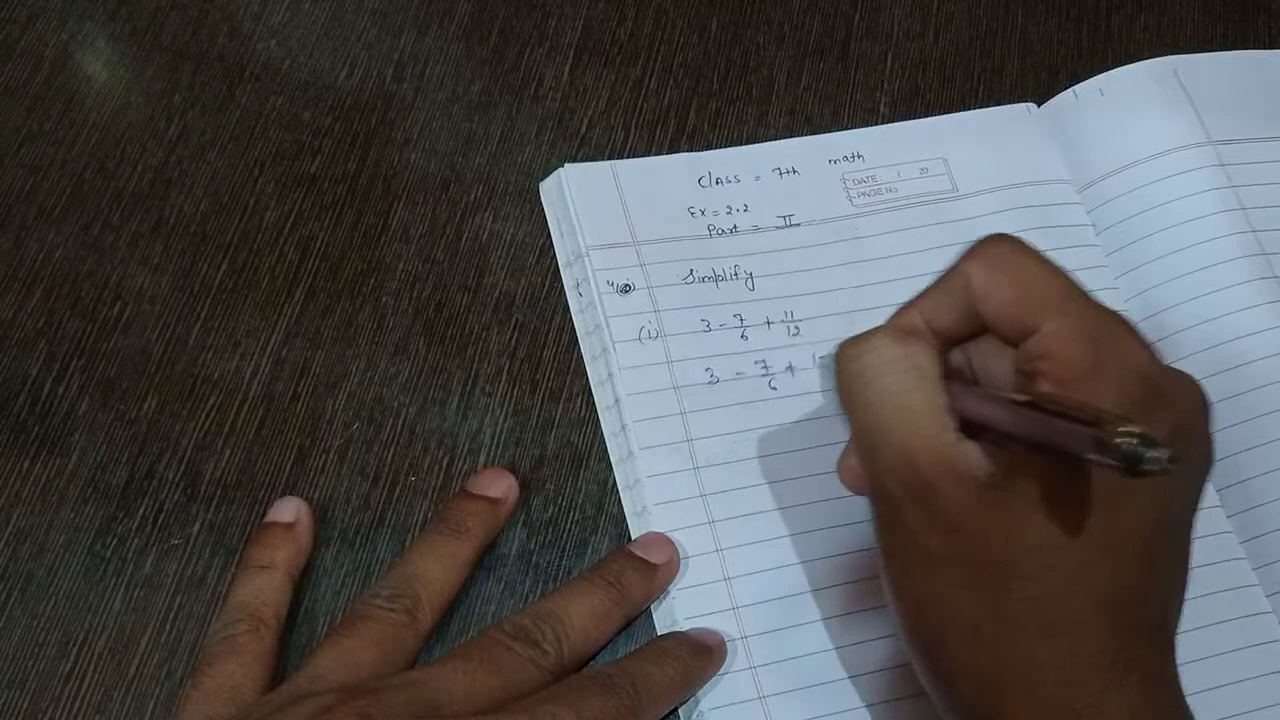 CLASS = 7th math
DATE: / 20
PAGE No
EX = 2.2
Part = II
Simplify
(i) 3 - 7/6 + 11/12
3 - 7/6 +